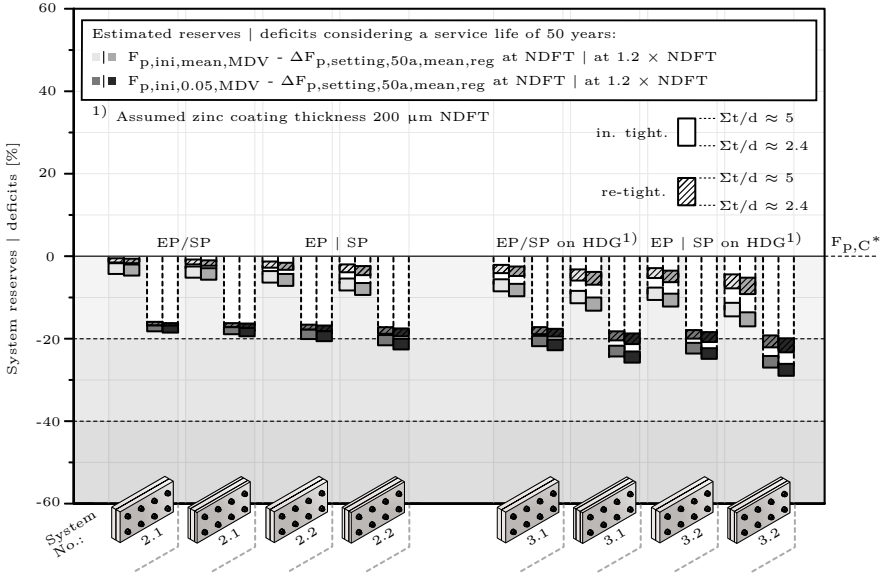 60
Estimated reserves | deficits considering a service life of 50 years:
| Fp,ini,mean,MDV - ΔFp,setting,50a,mean,reg at NDFT | at 1.2 × NDFT
| Fp,ini,0.05,MDV - ΔFp,setting,50a,mean,reg at NDFT | at 1.2 × NDFT
40
1) Assumed zinc coating thickness 200 µm NDFT
in. tight.
Σt/d ≈ 5
Σt/d ≈ 2.4
20
re-tight.
Σt/d ≈ 5
Σt/d ≈ 2.4
EP/SP
EP | SP
EP/SP on HDG1)
EP | SP on HDG1)
Fp,C*
0
-20
-40
-60
System reserves | deficits [%]
System
No.:
2.1 2.1 2.2 2.2 3.1 3.1 3.2 3.2